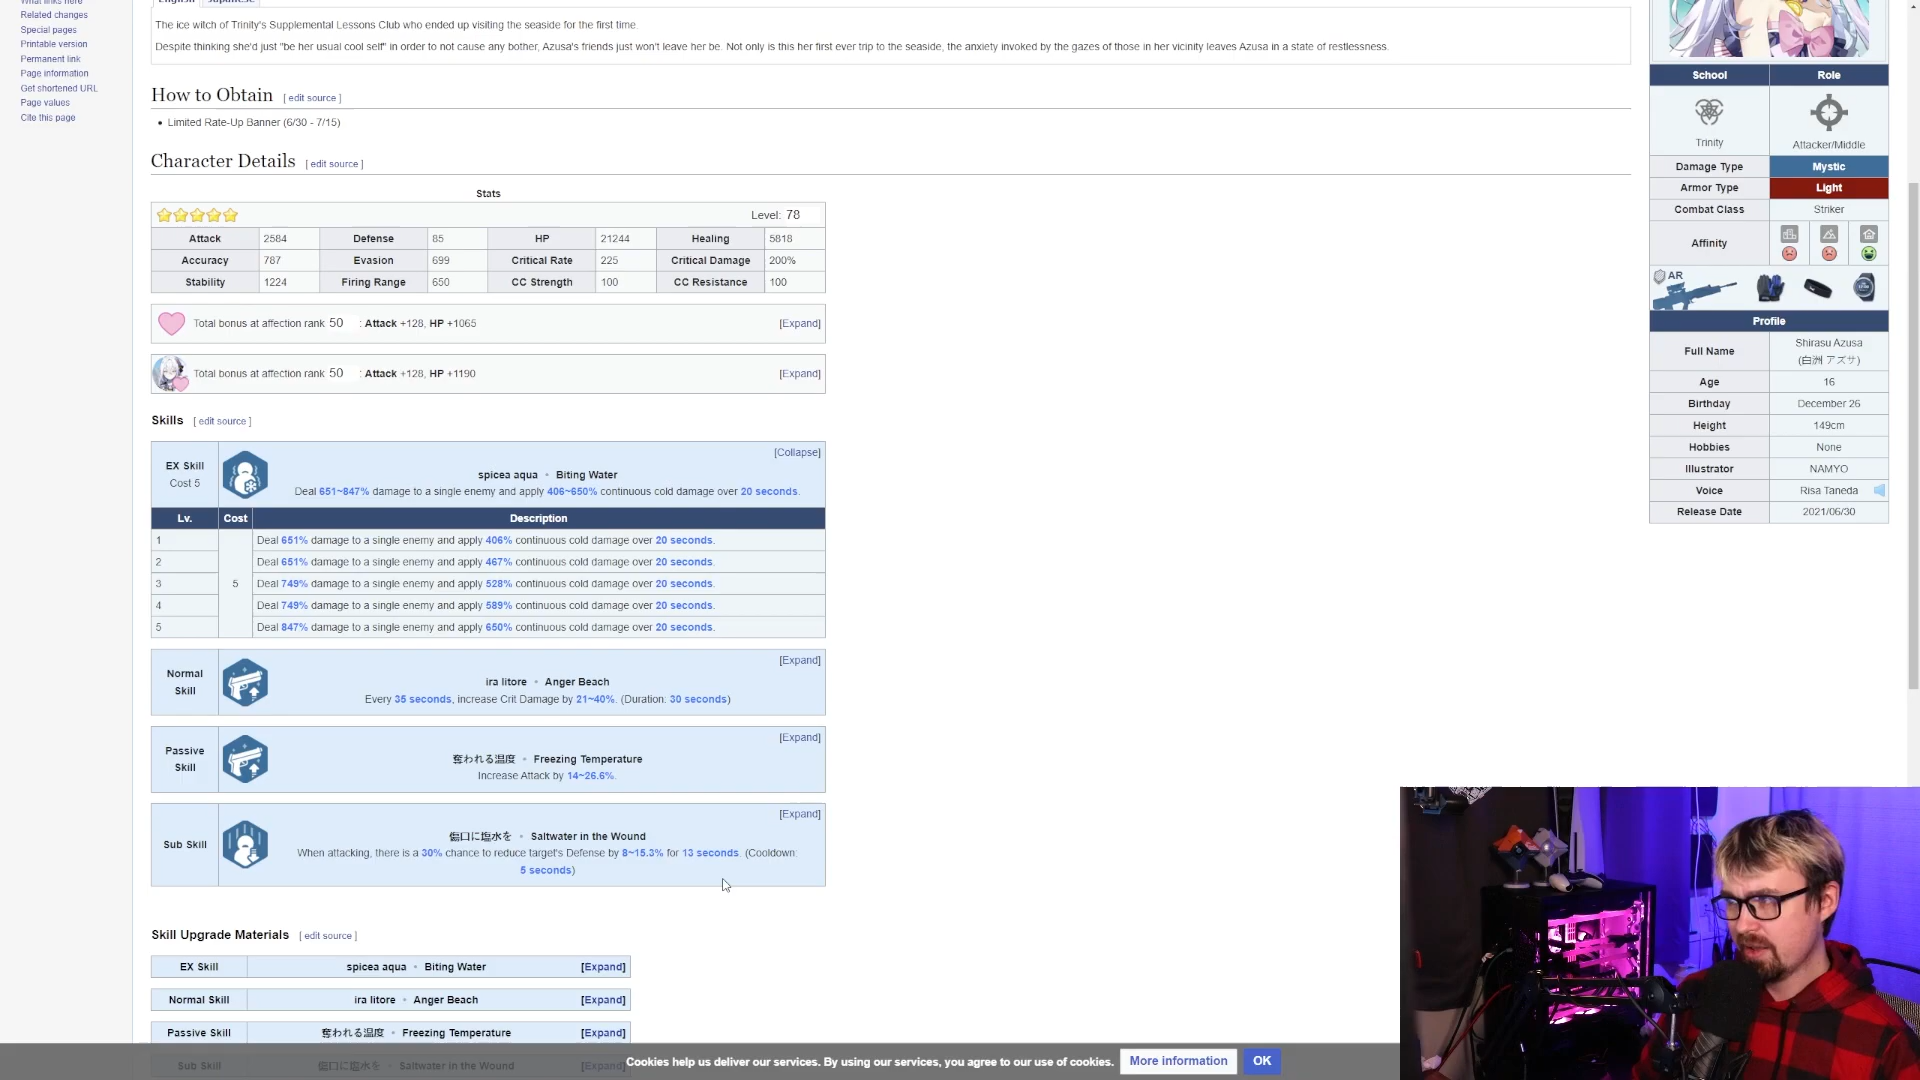 What links here
Related changes
Special pages
Printable version
Permanent link
Page information
Get shortened URL
Page values
Cite this page
English Japanese
The ice witch of Trinity's Supplemental Lessons Club who ended up visiting the seaside for the first time.
Despite thinking she'd just "be her usual cool self" in order to not cause any bother, Azusa's friends just won't leave her be. Not only is this her first ever trip to the seaside, the anxiety invoked by the gazes of those in her vicinity leaves Azusa in a state of restlessness.
How to Obtain [ edit source ]
• Limited Rate-Up Banner (6/30 - 7/15)
Character Details [ edit source ]
Stats
Level: 78
Attack 2584 Defense 85 HP 21244 Healing 5818
Accuracy 787 Evasion 699 Critical Rate 225 Critical Damage 200%
Stability 1224 Firing Range 650 CC Strength 100 CC Resistance 100
Total bonus at affection rank 50 : Attack +128, HP +1065 [Expand]
Total bonus at affection rank 50 : Attack +128, HP +1190 [Expand]
Skills [ edit source ]
[Collapse]
EX Skill
Cost 5
spicea aqua • Biting Water
Deal 651~847% damage to a single enemy and apply 406~650% continuous cold damage over 20 seconds.
Lv. Cost Description
1 Deal 651% damage to a single enemy and apply 406% continuous cold damage over 20 seconds.
2 Deal 651% damage to a single enemy and apply 467% continuous cold damage over 20 seconds.
3 5 Deal 749% damage to a single enemy and apply 528% continuous cold damage over 20 seconds.
4 Deal 749% damage to a single enemy and apply 589% continuous cold damage over 20 seconds.
5 Deal 847% damage to a single enemy and apply 650% continuous cold damage over 20 seconds.
[Expand]
Normal
Skill
ira litore • Anger Beach
Every 35 seconds, increase Crit Damage by 21~40%. (Duration: 30 seconds)
[Expand]
Passive
Skill
奪われる温度 • Freezing Temperature
Increase Attack by 14~26.6%.
[Expand]
Sub Skill
傷口に塩水を • Saltwater in the Wound
When attacking, there is a 30% chance to reduce target's Defense by 8~15.3% for 13 seconds. (Cooldown:
5 seconds)
Skill Upgrade Materials [ edit source ]
EX Skill spicea aqua • Biting Water [Expand]
Normal Skill ira litore • Anger Beach [Expand]
Passive Skill 奪われる温度 • Freezing Temperature [Expand]
Sub Skill 傷口に塩水を • Saltwater in the Wound [Expand]
School Role
Trinity Attacker/Middle
Damage Type Mystic
Armor Type Light
Combat Class Striker
Affinity
AR
Profile
Full Name Shirasu Azusa
(白洲 アズサ)
Age 16
Birthday December 26
Height 149cm
Hobbies None
Illustrator NAMYO
Voice Risa Taneda
Release Date 2021/06/30
Cookies help us deliver our services. By using our services, you agree to our use of cookies. More information OK